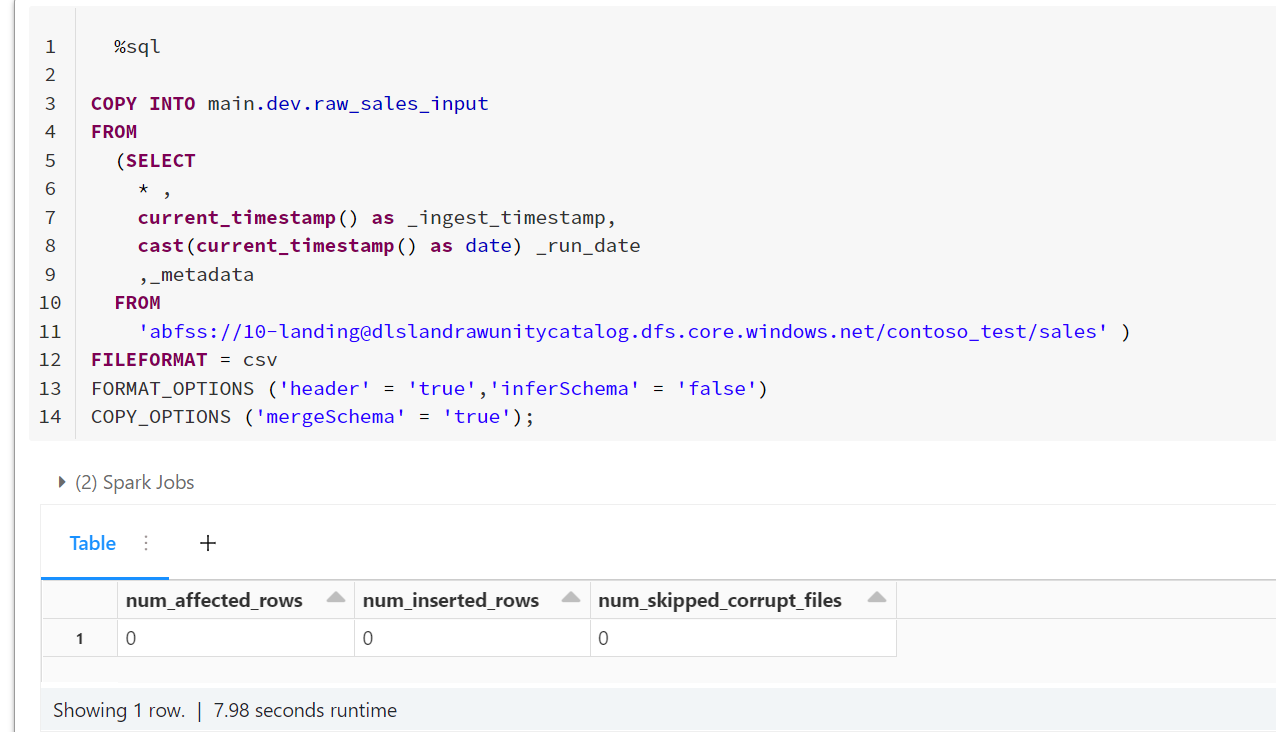 1 %sql
2
3 COPY INTO main.dev.raw_sales_input
4 FROM
5 (SELECT
6 * ,
7 current_timestamp() as _ingest_timestamp,
8 cast(current_timestamp() as date) _run_date
9 ,_metadata
10 FROM
11 'abfss://10-landing@dlslandrawunitycatalog.dfs.core.windows.net/contoso_test/sales' )
12 FILEFORMAT = csv
13 FORMAT_OPTIONS ('header' = 'true','inferSchema' = 'false')
14 COPY_OPTIONS ('mergeSchema' = 'true');
(2) Spark Jobs
Table +
num_affected_rows num_inserted_rows num_skipped_corrupt_files
1 0 0 0
Showing 1 row. | 7.98 seconds runtime